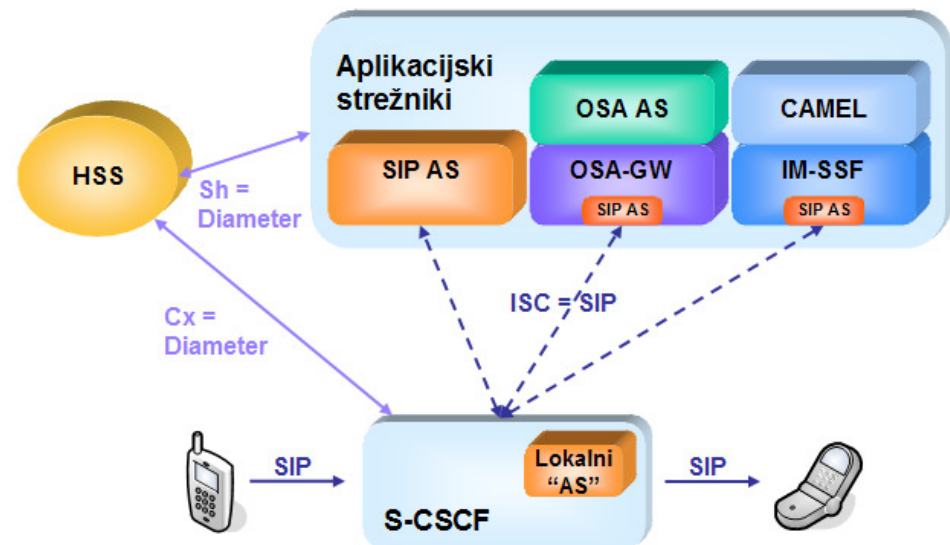 Aplikacijski
strežniki
OSA AS
CAMEL
HSS
SIP AS
OSA-GW
IM-SSF
SIP AS
SIP AS
Sh =
Diameter
ISC = SIP
Cx =
Diameter
SIP
Lokalni
“AS”
SIP
S-CSCF